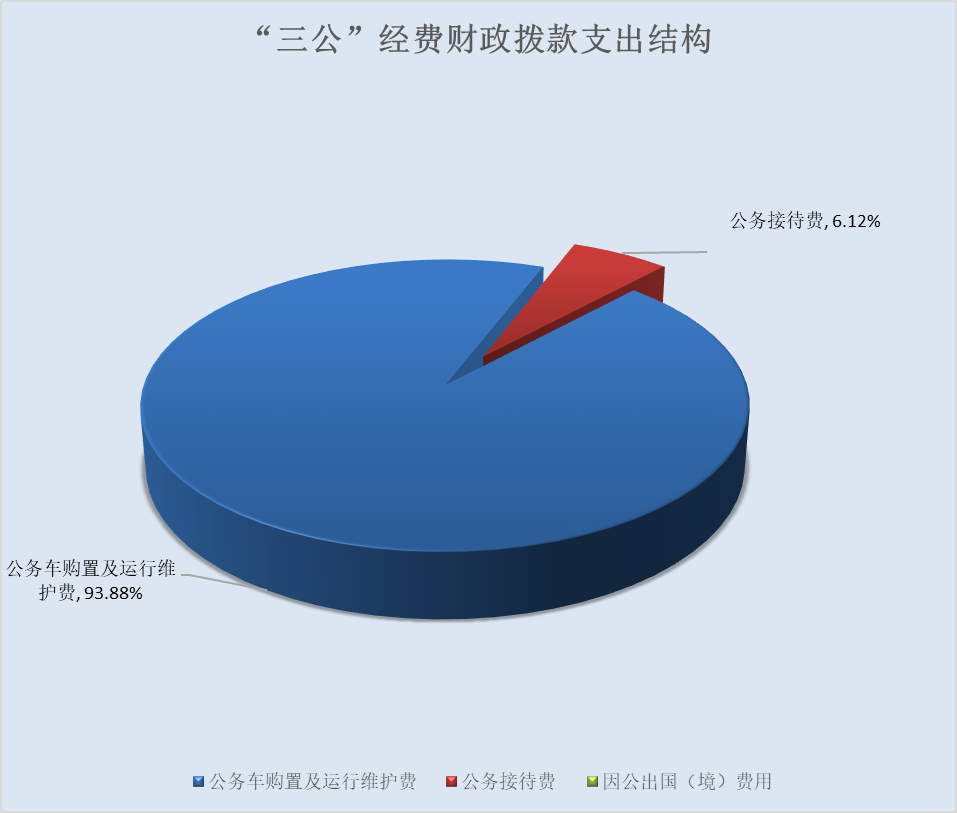 “三公”经费财政拨款支出结构
公务接待费, 6.12%
公务车购置及运行维
护费, 93.88%
公务车购置及运行维护费 公务接待费 因公出国（境）费用